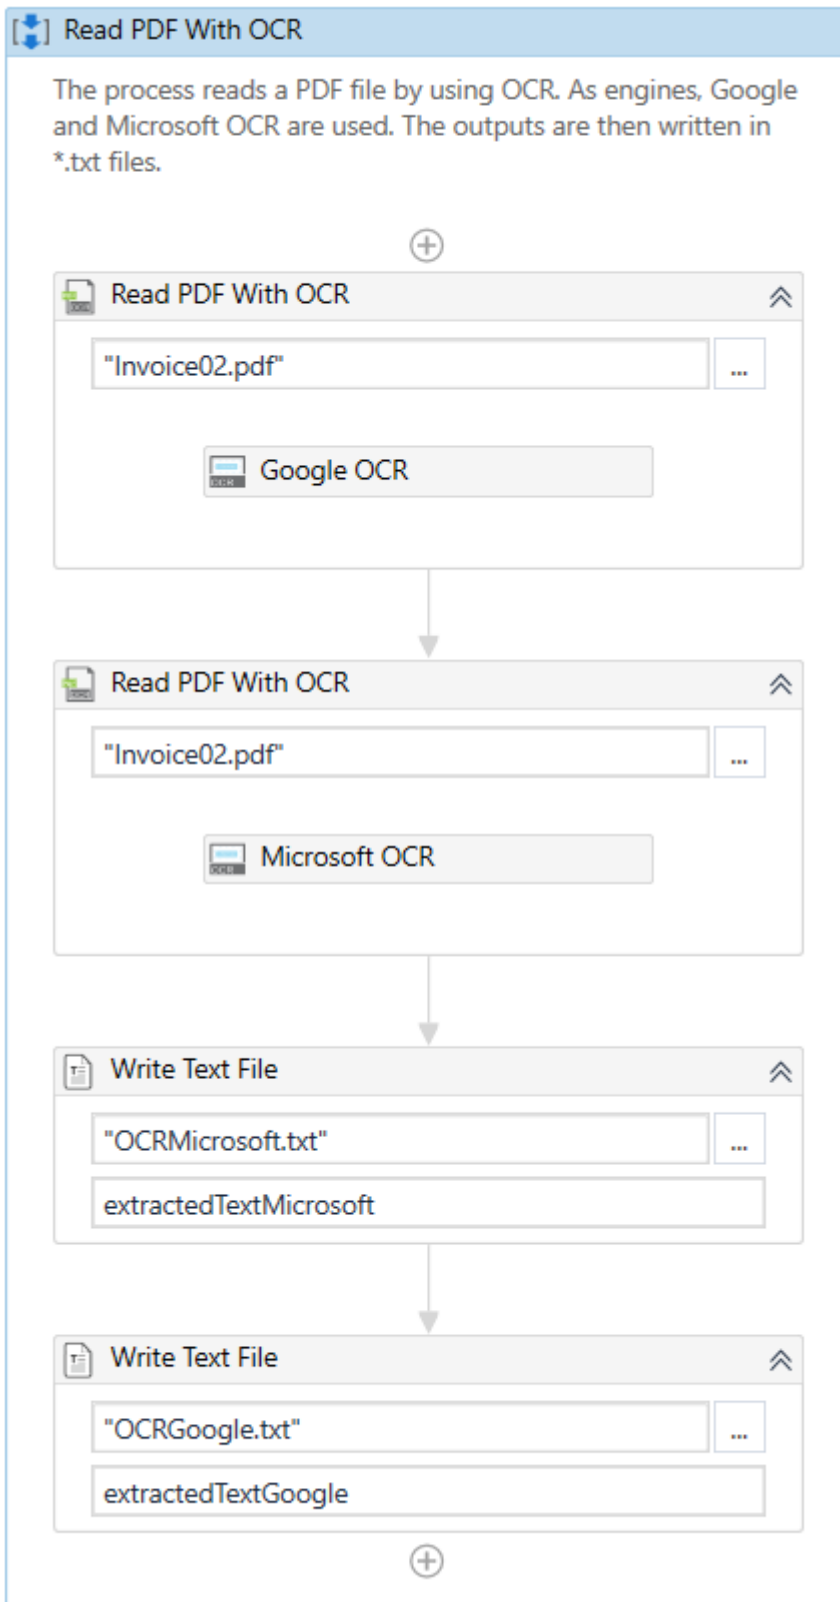 Read PDF With OCR
The process reads a PDF file by using OCR. As engines, Google
and Microsoft OCR are used. The outputs are then written in
*.txt files.
Read PDF With OCR
"Invoice02.pdf"
...
Google OCR
Read PDF With OCR
"Invoice02.pdf"
...
Microsoft OCR
Write Text File
"OCRMicrosoft.txt"
...
extractedTextMicrosoft
Write Text File
"OCRGoogle.txt"
...
extractedTextGoogle